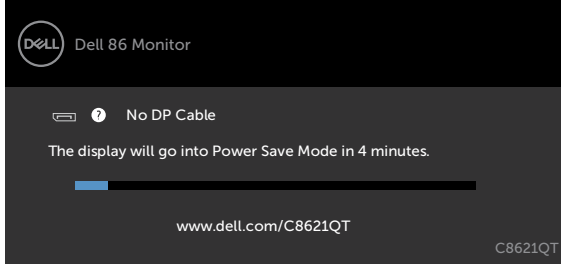 DELL Dell 86 Monitor
? No DP Cable
The display will go into Power Save Mode in 4 minutes.
www.dell.com/C8621QT
C8621QT